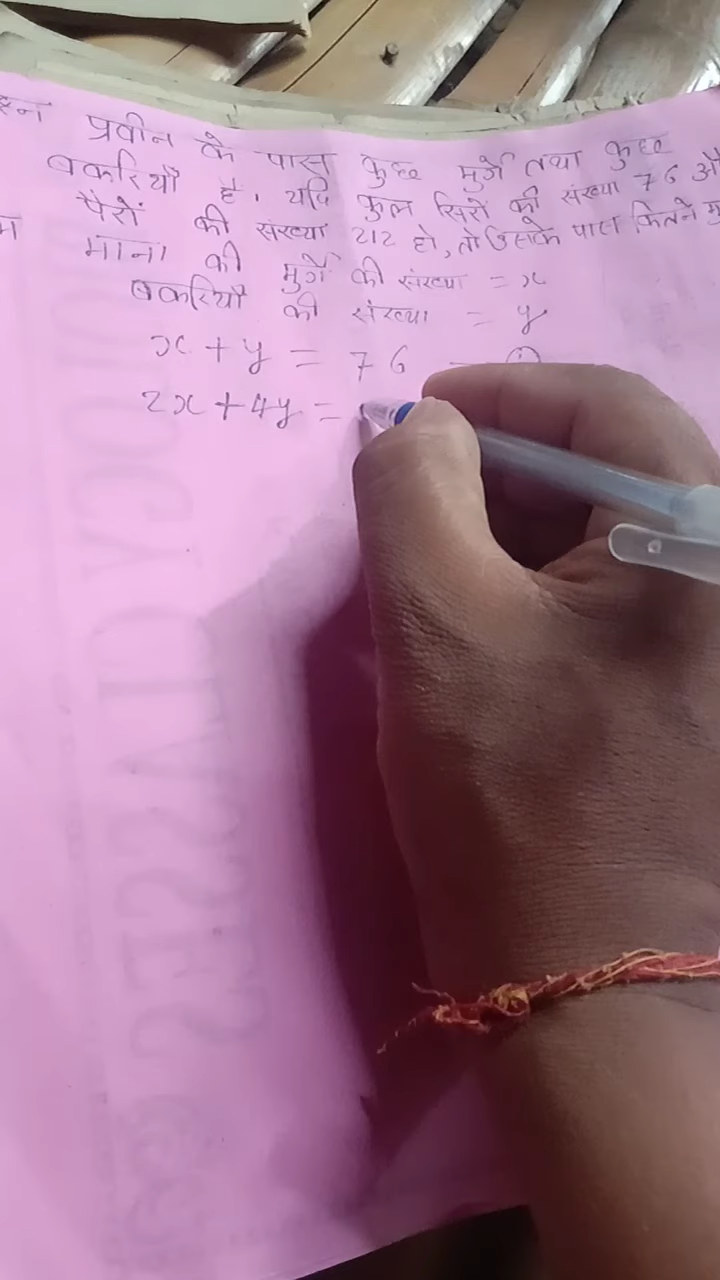 प्रवीन के पास कुछ मुर्गे तथा कुछ
बकरियाँ है। यदि कुल सिरों की संख्या 76 औ
पैरों की संख्या 212 हो, तो उसके पास कितने मु
माना की मुर्गे की संख्या = x
बकरियाँ की संख्या = y
x + y = 76 —
2x + 4y =